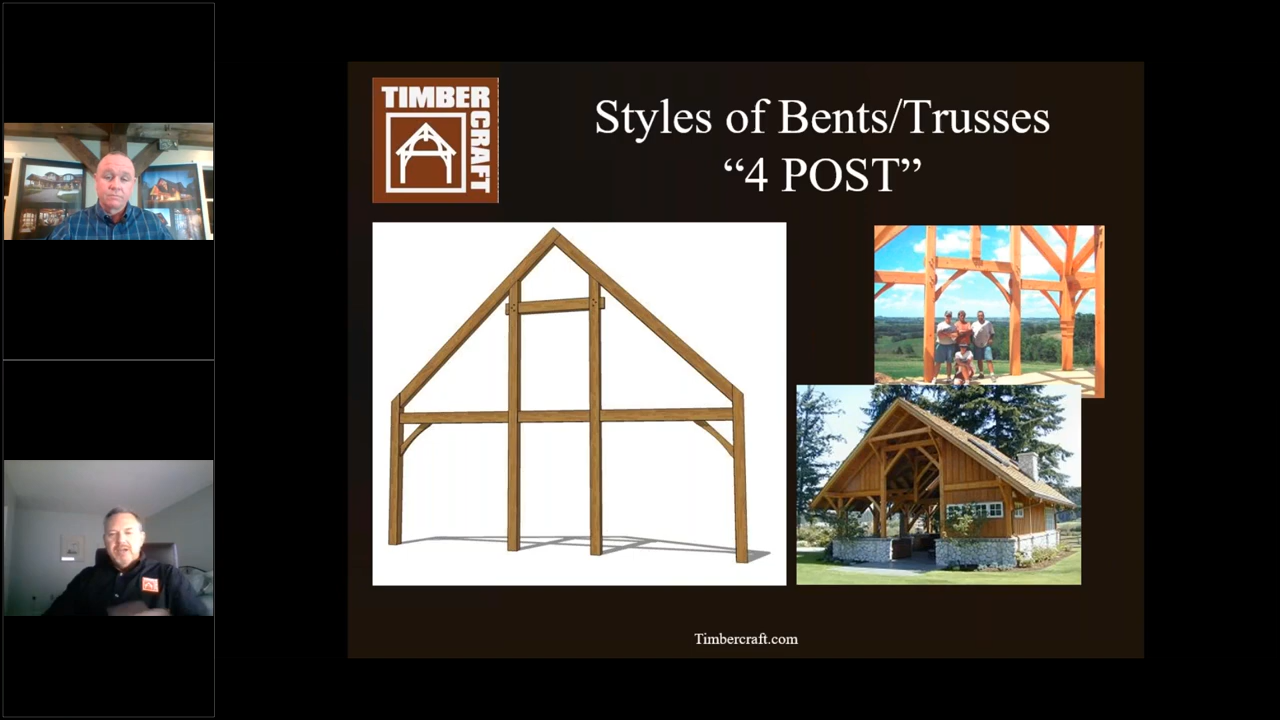 TIMBER
CRAFT
Styles of Bents/Trusses
“4 POST”
Timbercraft.com